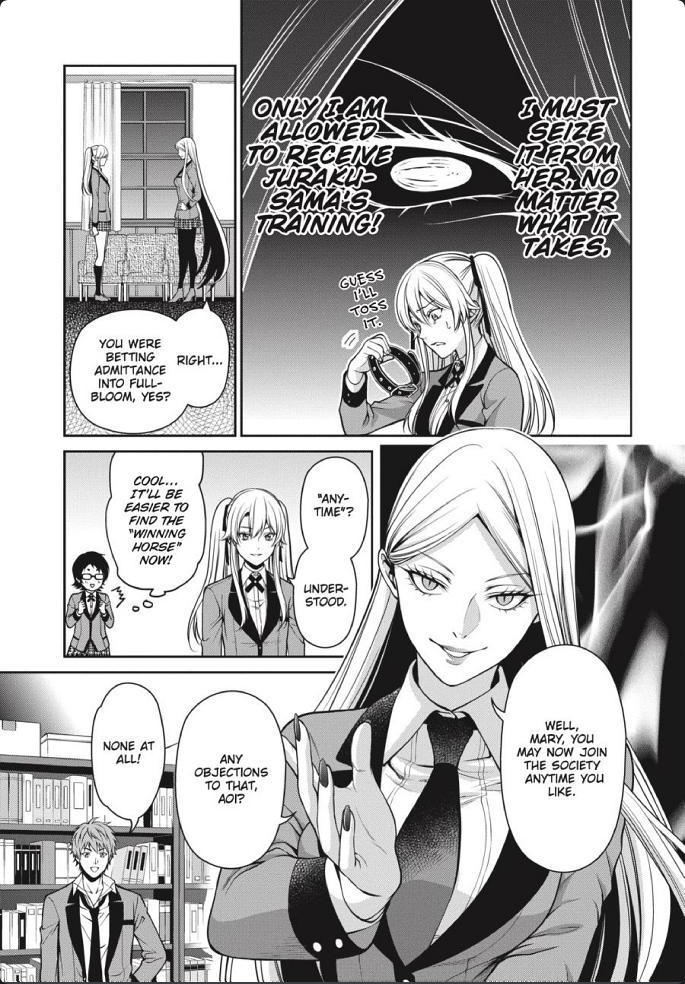 I MUST
SEIZE
IT FROM
HER, NO
MATTER
WHAT IT
TAKES.
ONLY I AM
ALLOWED
TO RECEIVE
JURAKU-
SAMA'S
TRAINING!
GUESS
I'LL
TOSS
IT.
RIGHT...
YOU WERE
BETTING
ADMITTANCE
INTO FULL-
BLOOM, YES?
WELL,
MARY, YOU
MAY NOW JOIN
THE SOCIETY
ANYTIME YOU
LIKE.
"ANY-
TIME"?
UNDER-
STOOD.
COOL...
IT'LL BE
EASIER TO
FIND THE
"WINNING
HORSE"
NOW!
ANY
OBJECTIONS
TO THAT,
AOI?
NONE AT
ALL!